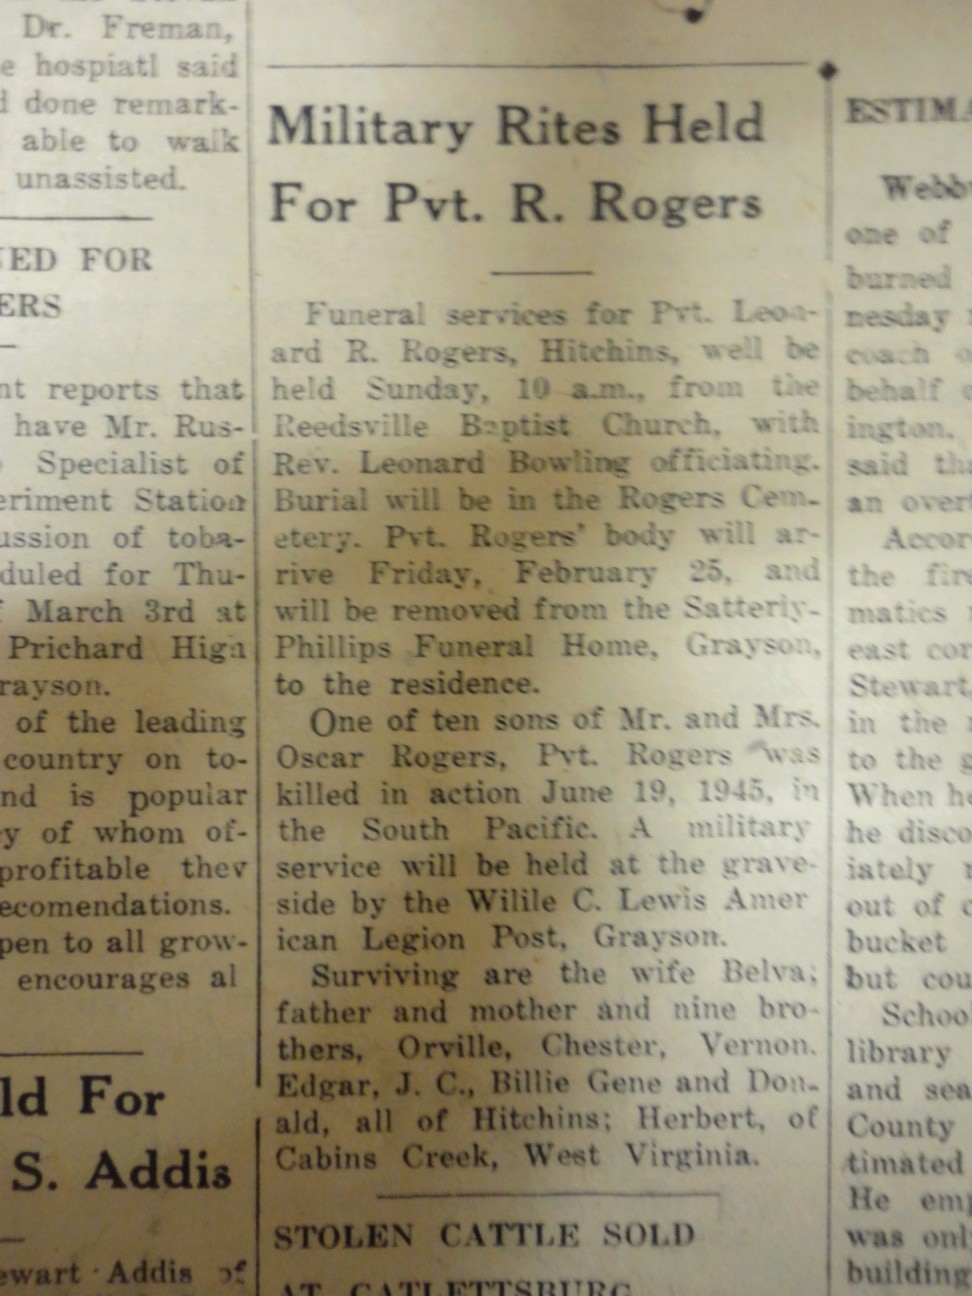 Dr. Freman,
e hospiatl said
d done remark-
able to walk
unassisted.
ED FOR
ERS
nt reports that
have Mr. Rus-
Specialist of
eriment Station
ussion of toba-
duled for Thu-
f March 3rd at
Prichard High
rayson.
of the leading
country on to-
nd is popular
y of whom of-
profitable they
ecomendations.
pen to all grow-
encourages al
ld For
S. Addis
ewart Addis of
Military Rites Held
For Pvt. R. Rogers
Funeral services for Pvt. Leon-
ard R. Rogers, Hitchins, well be
held Sunday, 10 a.m., from the
Reedsville Baptist Church, with
Rev. Leonard Bowling officiating.
Burial will be in the Rogers Cem-
etery. Pvt. Rogers' body will ar-
rive Friday, February 25, and
will be removed from the Satterly-
Phillips Funeral Home, Grayson,
to the residence.
One of ten sons of Mr. and Mrs.
Oscar Rogers, Pvt. Rogers was
killed in action June 19, 1945, in
the South Pacific. A military
service will be held at the grave-
side by the Wilile C. Lewis Amer
ican Legion Post, Grayson.
Surviving are the wife Belva;
father and mother and nine bro-
thers, Orville, Chester, Vernon.
Edgar, J. C., Billie Gene and Don-
ald, all of Hitchins; Herbert, of
Cabins Creek, West Virginia.
STOLEN CATTLE SOLD
AT CATLETTSBURG
ESTIMA
Webb
one of
burned
nesday
coach o
behalf
ington.
said tha
an over
Accor
the fire
matics
east cor
Stewart
in the
to the g
When he
he disco
iately
out of
bucket
but cou
Schoo
library
and sea
County
timated
He emp
was onl
building